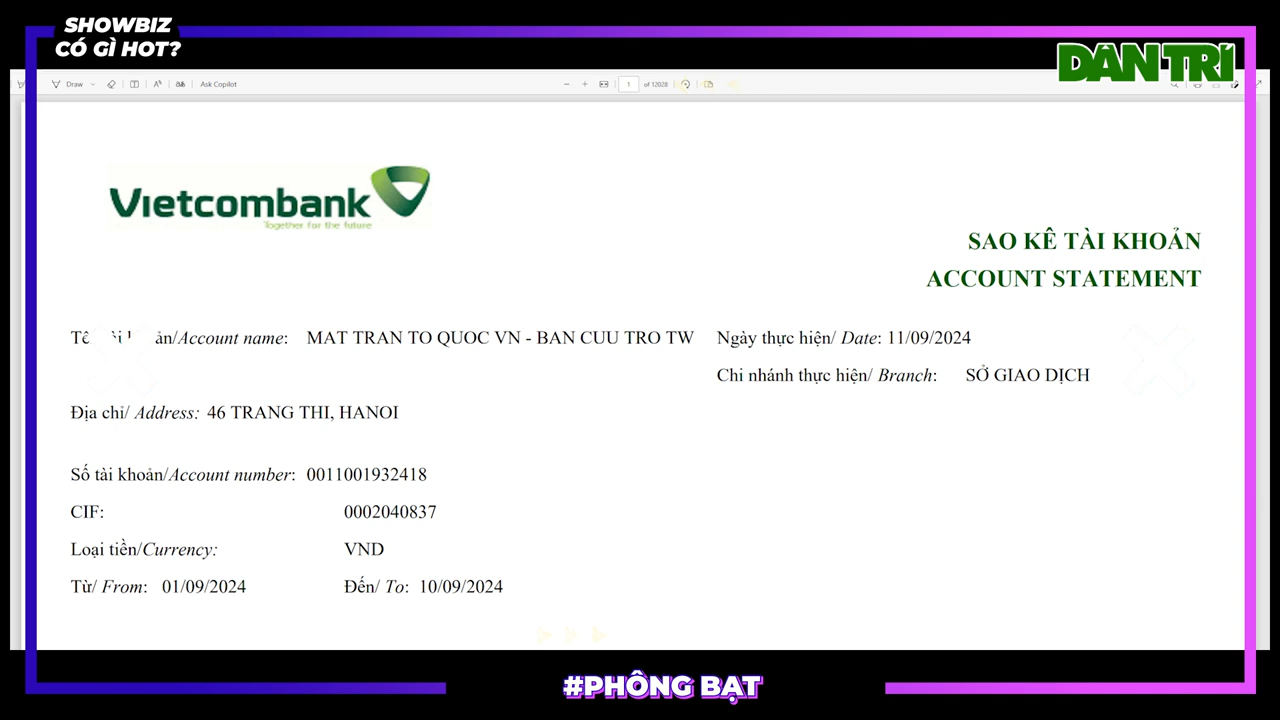 SHOWBIZ
CÓ GÌ HOT?
DÂN TRÍ
Draw
Ask Copilot
1 of 12028
Vietcombank
Together for the future
SAO KÊ TÀI KHOẢN
ACCOUNT STATEMENT
/Account name: MAT TRAN TO QUOC VN - BAN CUU TRO TW Ngày thực hiện/ Date: 11/09/2024
Chi nhánh thực hiện/ Branch: SỞ GIAO DỊCH
Địa chỉ/ Address: 46 TRANG THI, HANOI
Số tài khoản/Account number: 0011001932418
CIF: 0002040837
Loại tiền/Currency: VND
Từ/ From: 01/09/2024 Đến/ To: 10/09/2024
#PHÔNG BẠT